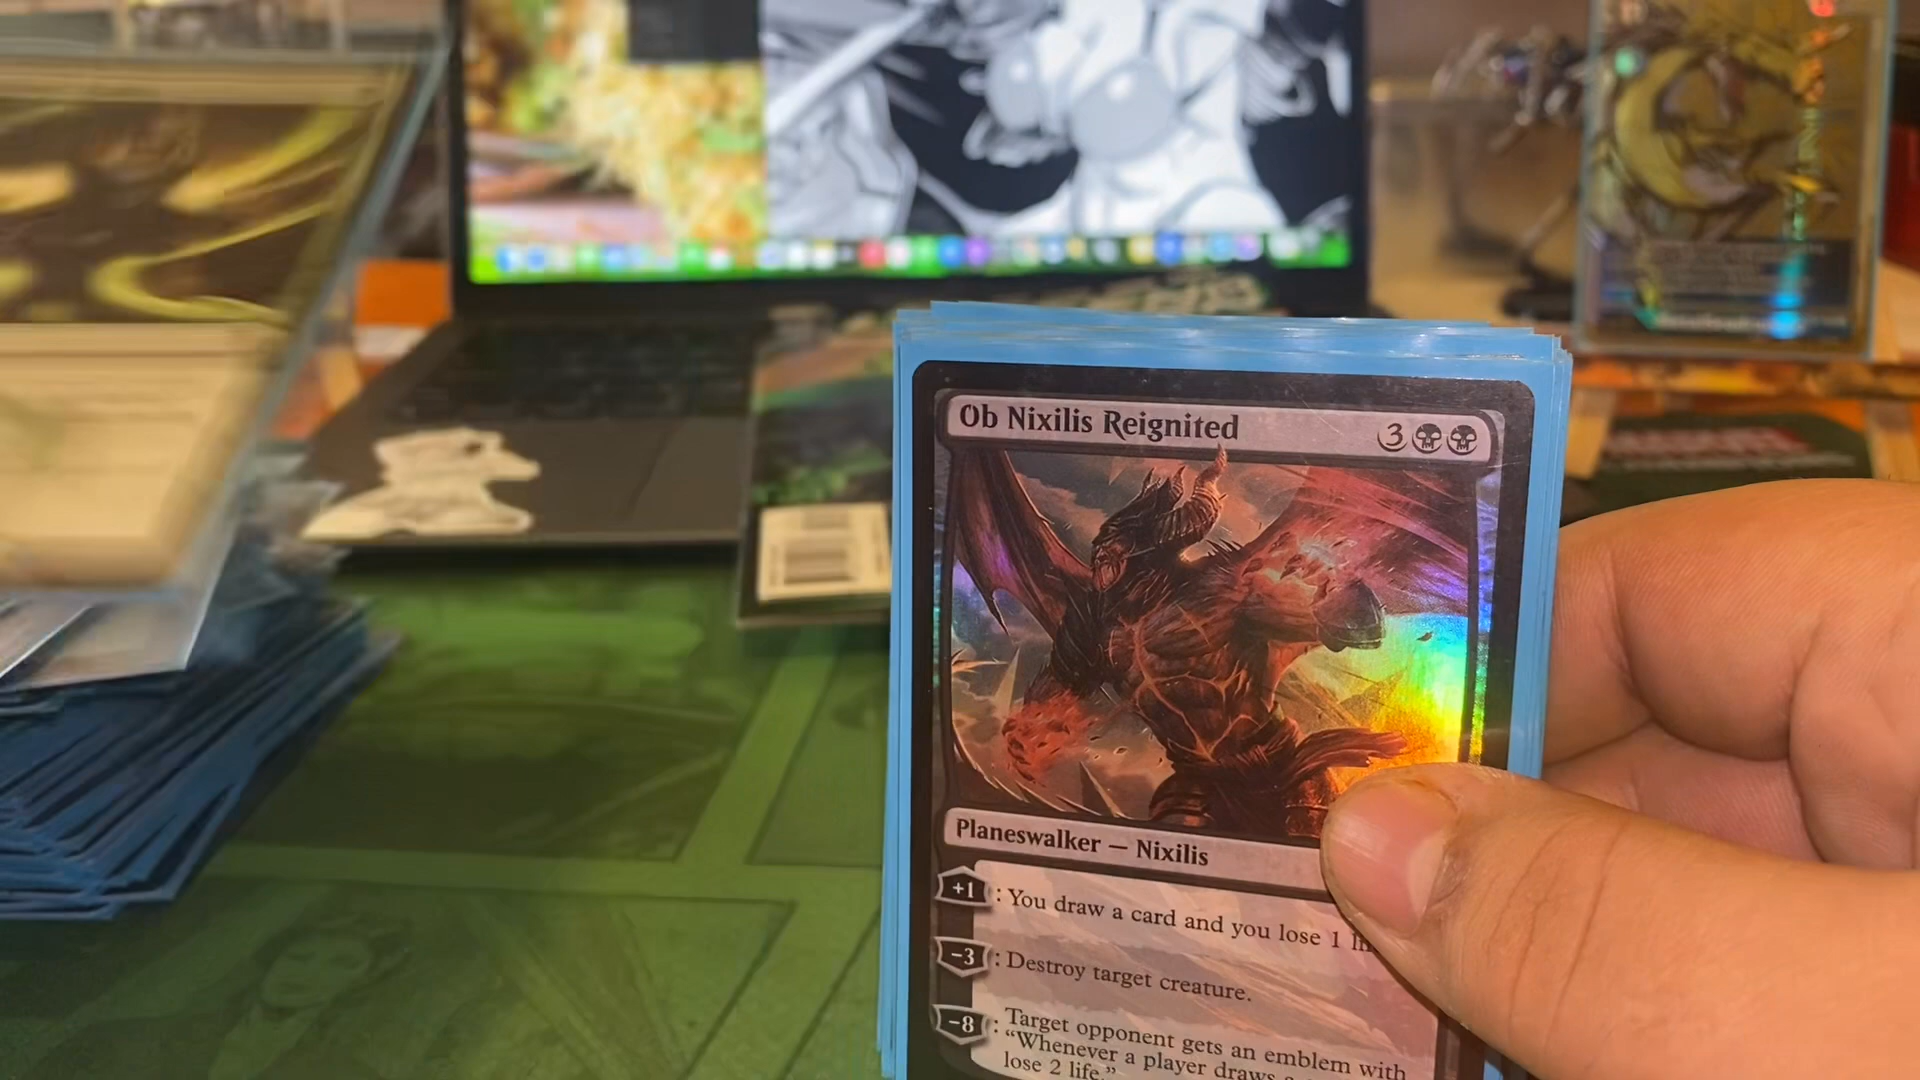 Ob Nixilis Reignited 3
Planeswalker — Nixilis
+1 : You draw a card and you lose 1
-3 : Destroy target creature.
-8 : Target opponent gets an emblem with
"Whenever a player draws a
lose 2 life."